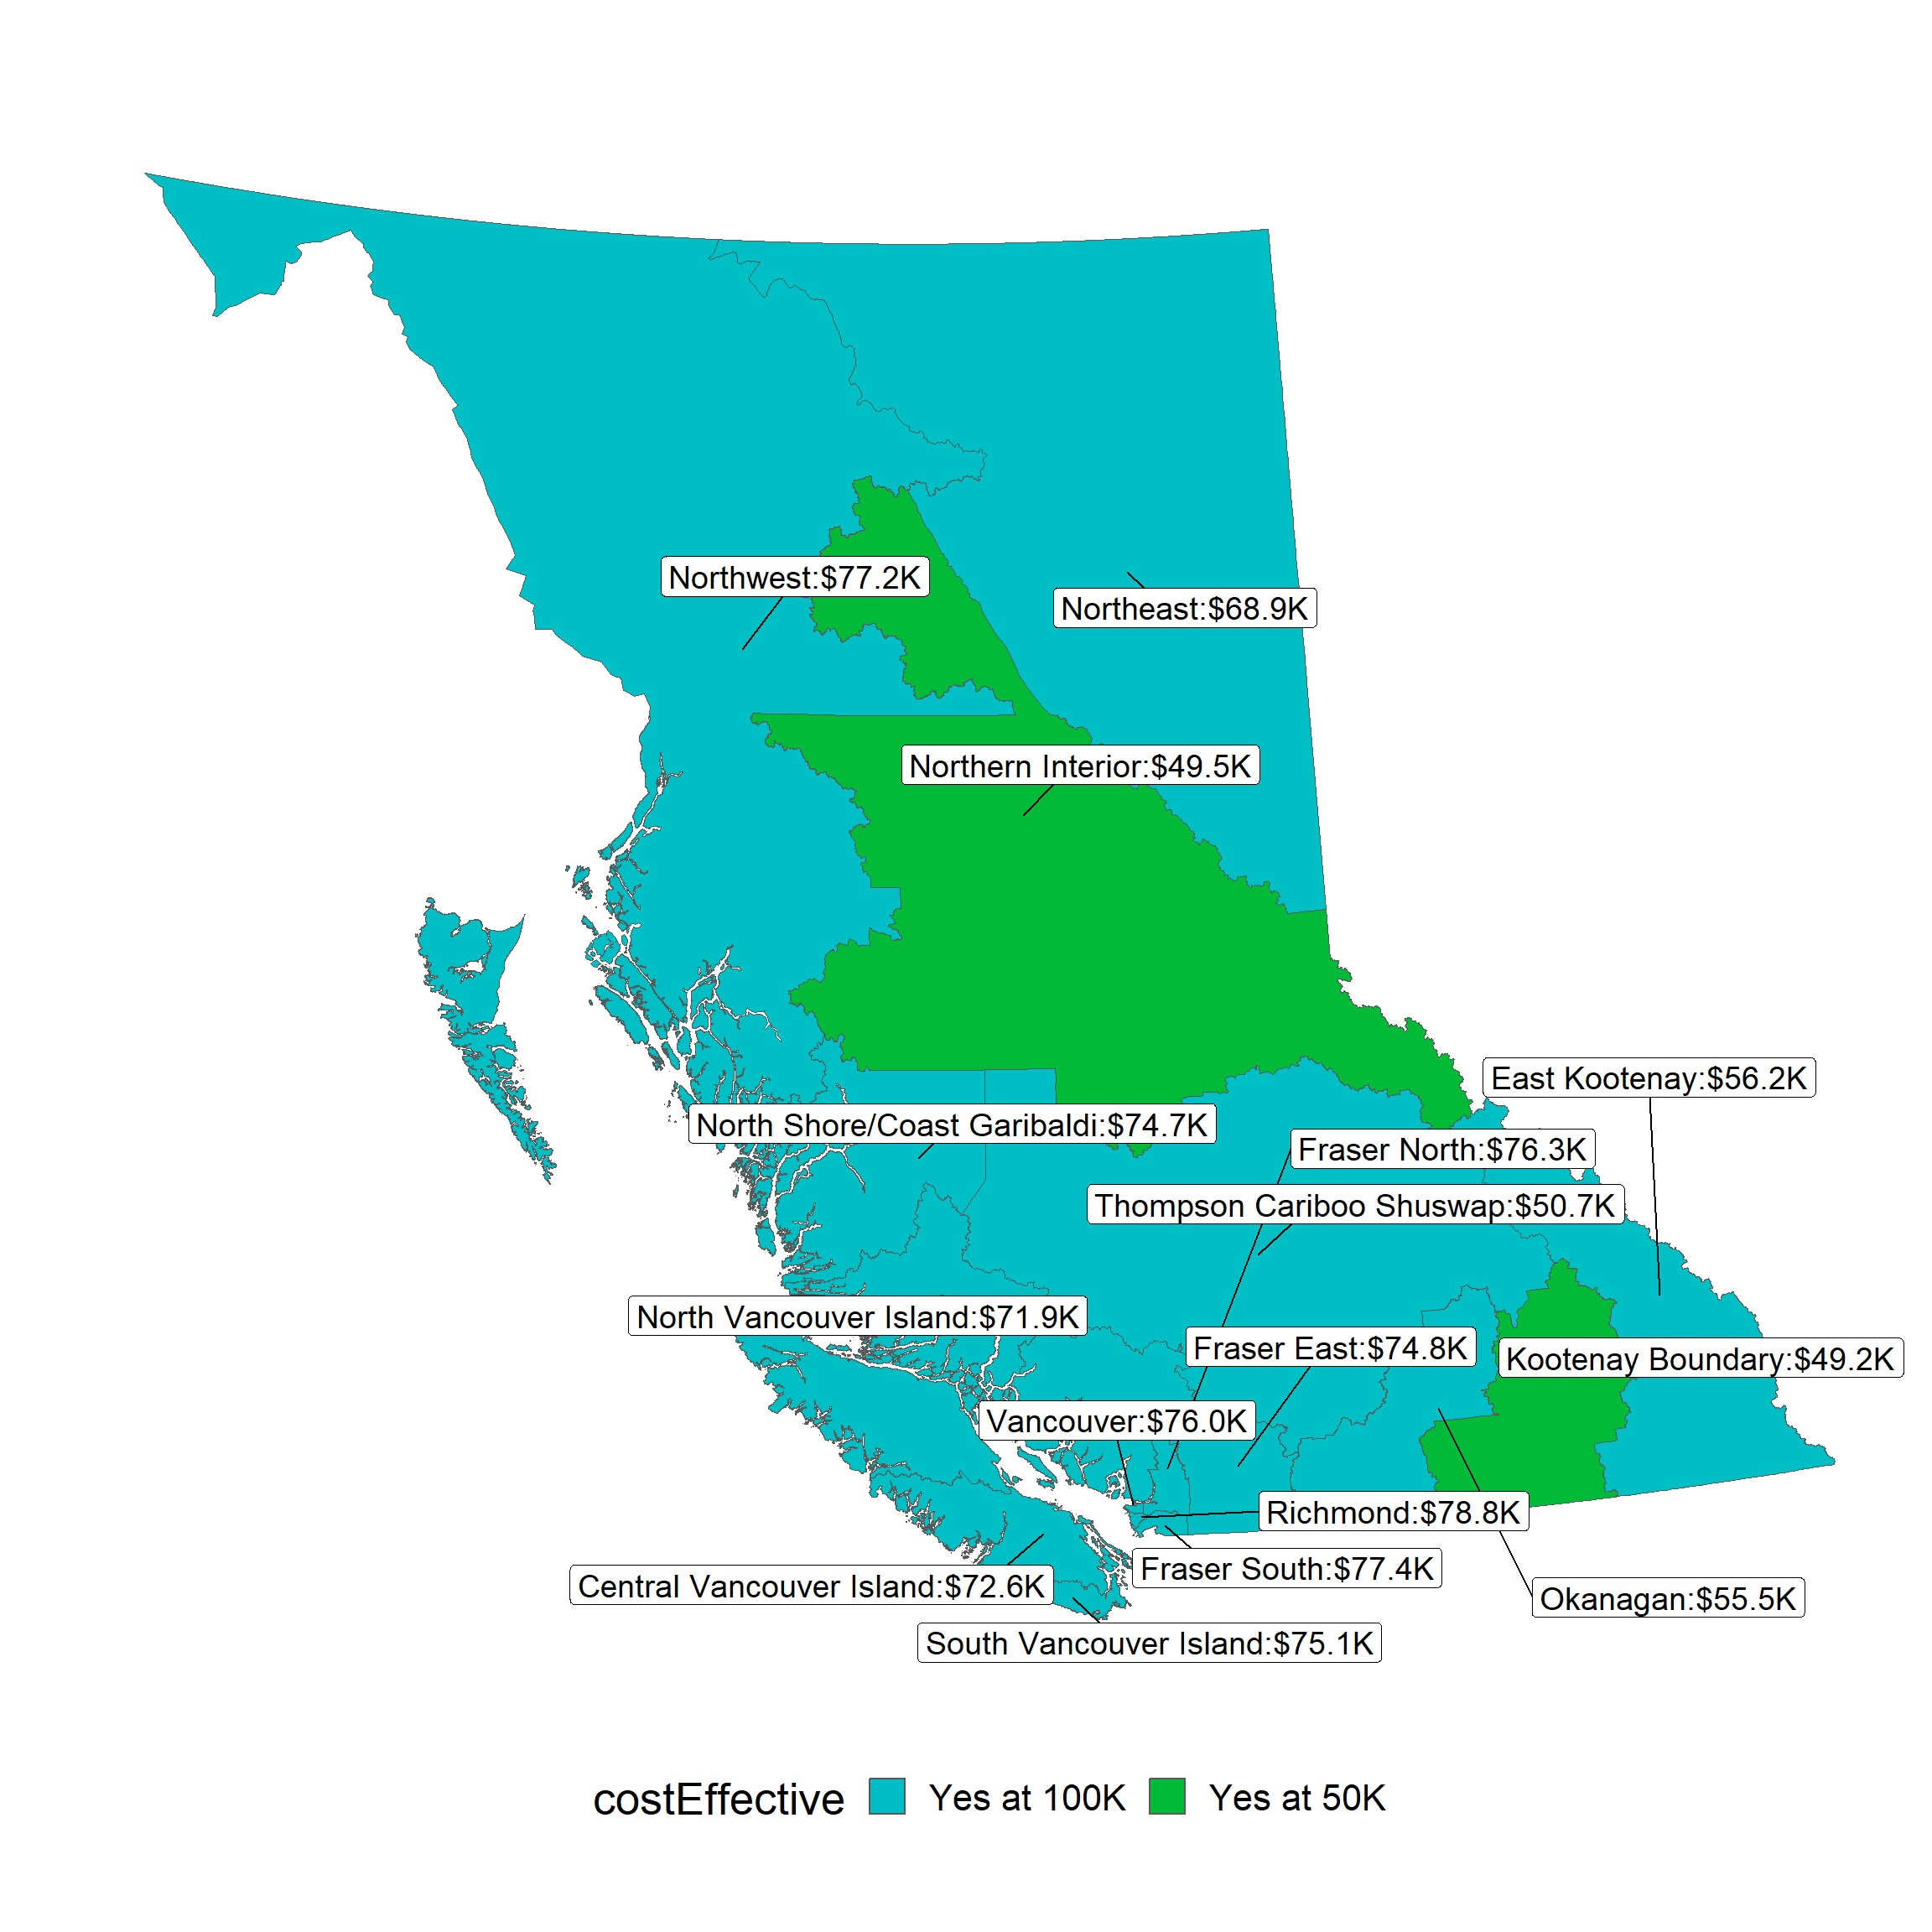 Northwest:$77.2K
Northeast:$68.9K
Northern Interior:$49.5K
East Kootenay:$56.2K
North Shore/Coast Garibaldi:$74.7K
Fraser North:$76.3K
Thompson Cariboo Shuswap:$50.7K
North Vancouver Island:$71.9K
Fraser East:$74.8K
Kootenay Boundary:$49.2K
Vancouver:$76.0K
Richmond:$78.8K
Fraser South:$77.4K
Central Vancouver Island:$72.6K
Okanagan:$55.5K
South Vancouver Island:$75.1K
costEffective Yes at 100K Yes at 50K